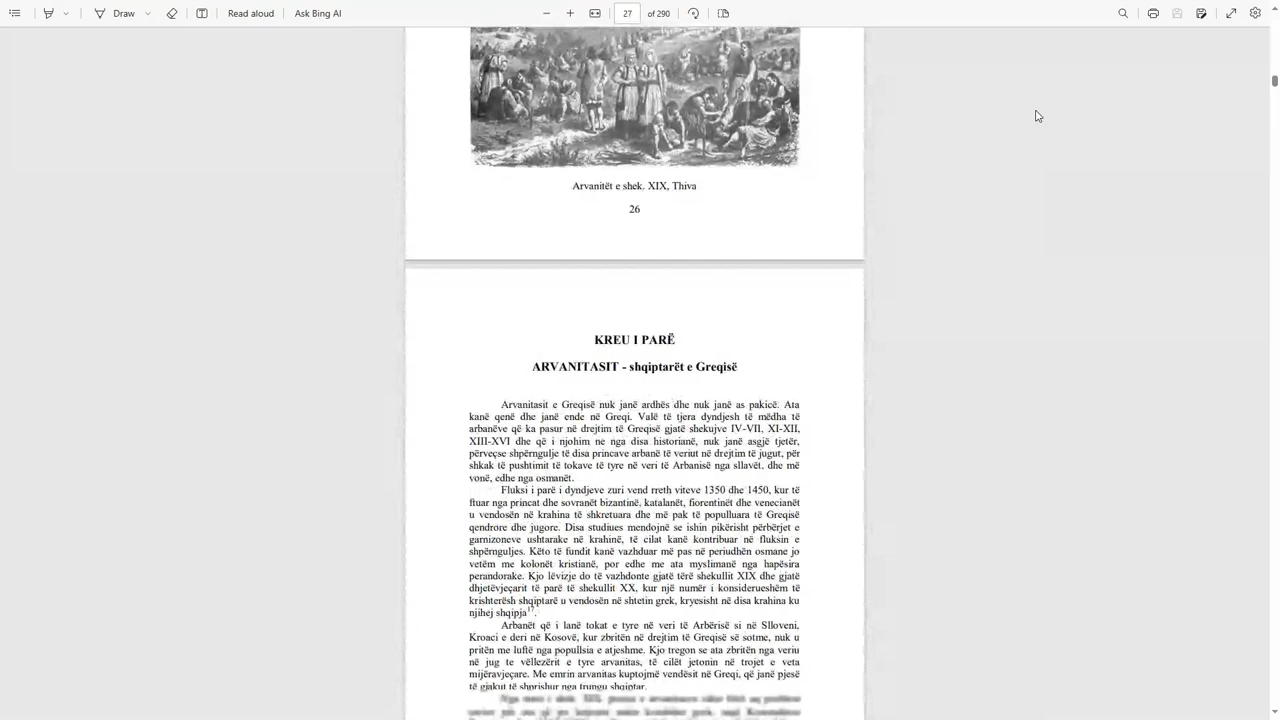 Draw
Read aloud
Ask Bing AI
27 of 290
Arvanitët e shek. XIX, Thiva
26
KREU I PARË
ARVANITASIT - shqiptarët e Greqisë
Arvanitasit e Greqisë nuk janë ardhës dhe nuk janë as pakicë. Ata
kanë qenë dhe janë ende në Greqi. Valë të tjera dyndjesh të mëdha të
arbanëve që ka pasur në drejtim të Greqisë gjatë shekujve IV-VII, XI-XII,
XIII-XVI dhe që i njohim ne nga disa historianë, nuk janë asgjë tjetër,
përveçse shpërngulje të disa princave arbanë të veriut në drejtim të jugut, për
shkak të pushtimit të tokave të tyre në veri të Arbanisë nga sllavët, dhe më
vonë, edhe nga osmanët.
Fluksi i parë i dyndjeve zuri vend rreth viteve 1350 dhe 1450, kur të
ftuar nga princat dhe sovranët bizantinë, katalanët, fiorentinët dhe venecianët
u vendosën në krahina të shkretuara dhe më pak të populluara të Greqisë
qendrore dhe jugore. Disa studiues mendojnë se ishin pikërisht përbërjet e
garnizoneve ushtarake në krahinë, të cilat kanë kontribuar në fluksin e
shpërnguljes. Këto të fundit kanë vazhduar më pas në periudhën osmane jo
vetëm me kolonët kristianë, por edhe me ata myslimanë nga hapësira
perandorake. Kjo lëvizje do të vazhdonte gjatë tërë shekullit XIX dhe gjatë
dhjetëvjeçarit të parë të shekullit XX, kur një numër i konsiderueshëm të
krishterësh shqiptarë u vendosën në shtetin grek, kryesisht në disa krahina ku
njihej shqipja17.
Arbanët që i lanë tokat e tyre në veri të Arbërisë si në Slloveni,
Kroaci e deri në Kosovë, kur zbritën në drejtim të Greqisë së sotme, nuk u
pritën me luftë nga popullsia e atjeshme. Kjo tregon se ata zbritën nga veriu
në jug te vëllezërit e tyre arvanitas, të cilët jetonin në trojet e veta
mijëravjeçare. Me emrin arvanitas kuptojmë vendësit në Greqi, që janë pjesë
të gjakut të shprishur nga trungu shqiptar.